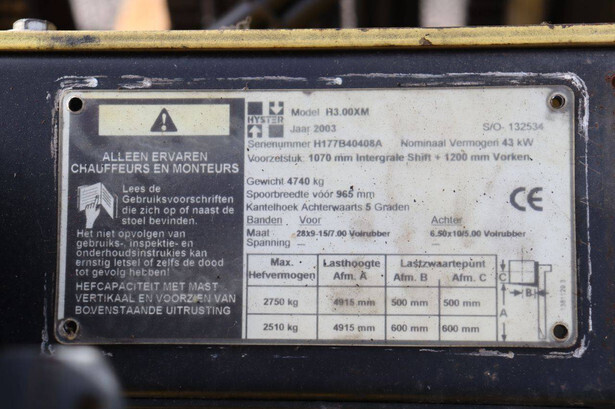 ALLEEN ERVAREN
CHAUFFEURS EN MONTEURS
Lees de
Gebruiksvoorschriften
die zich op of naast de
stoel bevinden.
Het niet opvolgen van
gebruiks-, inspectie- en
onderhoudsinstrukties kan
ernstig letsel of zelfs de dood
tot gevolg hebben!
HEFCAPACITEIT MET MAST
VERTIKAAL EN VOORZIEN VAN
BOVENSTAANDE UITRUSTING
HYSTER
Model H3.00XM
Jaar 2003 S/O- 132534
Serienummer H177B40408A Nominaal Vermogen 43 kW
Voorzetstuk: 1070 mm Intergrale Shift + 1200 mm Vorken.
Gewicht 4740 kg
Spoorbreedte vóór 965 mm
Kantelhoek Achterwaarts 5 Graden
CE
Banden Voor Achter
Maat 28x9-15/7.00 Volrubber 6.50x10/5.00 Volrubber
Spanning — —
Max. Hefvermogen Lasthoogte Afm. A Lastzwaartepunt Afm. B Afm. C
2750 kg 4915 mm 500 mm 500 mm
2510 kg 4915 mm 600 mm 600 mm
C
B
A